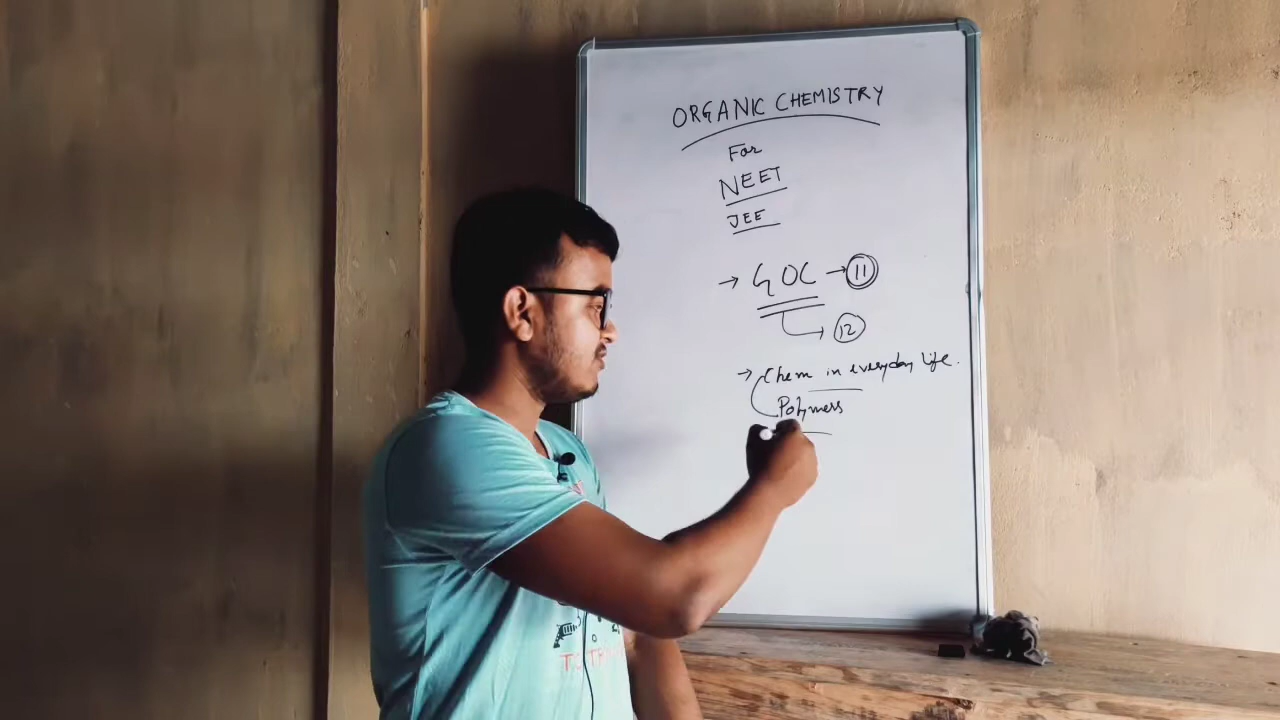 ORGANIC CHEMISTRY
For
NEET
JEE
→ GOC → 11
→ 12
→ Chem in everyday life.
Polymers